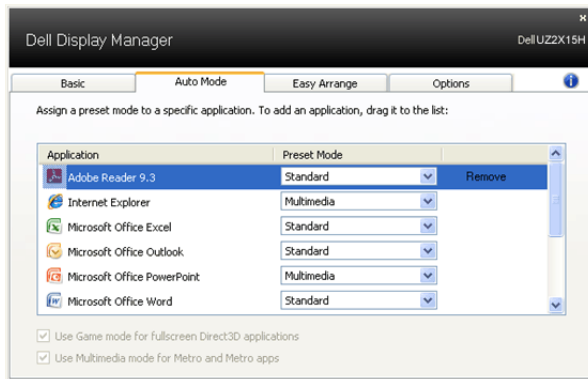 Dell Display Manager
Dell UZ2X15H
Basic Auto Mode Easy Arrange Options
Assign a preset mode to a specific application. To add an application, drag it to the list:
Application Preset Mode
Adobe Reader 9.3 Standard Remove
Internet Explorer Multimedia
Microsoft Office Excel Standard
Microsoft Office Outlook Standard
Microsoft Office PowerPoint Multimedia
Microsoft Office Word Standard
Use Game mode for fullscreen Direct3D applications
Use Multimedia mode for Metro and Metro apps